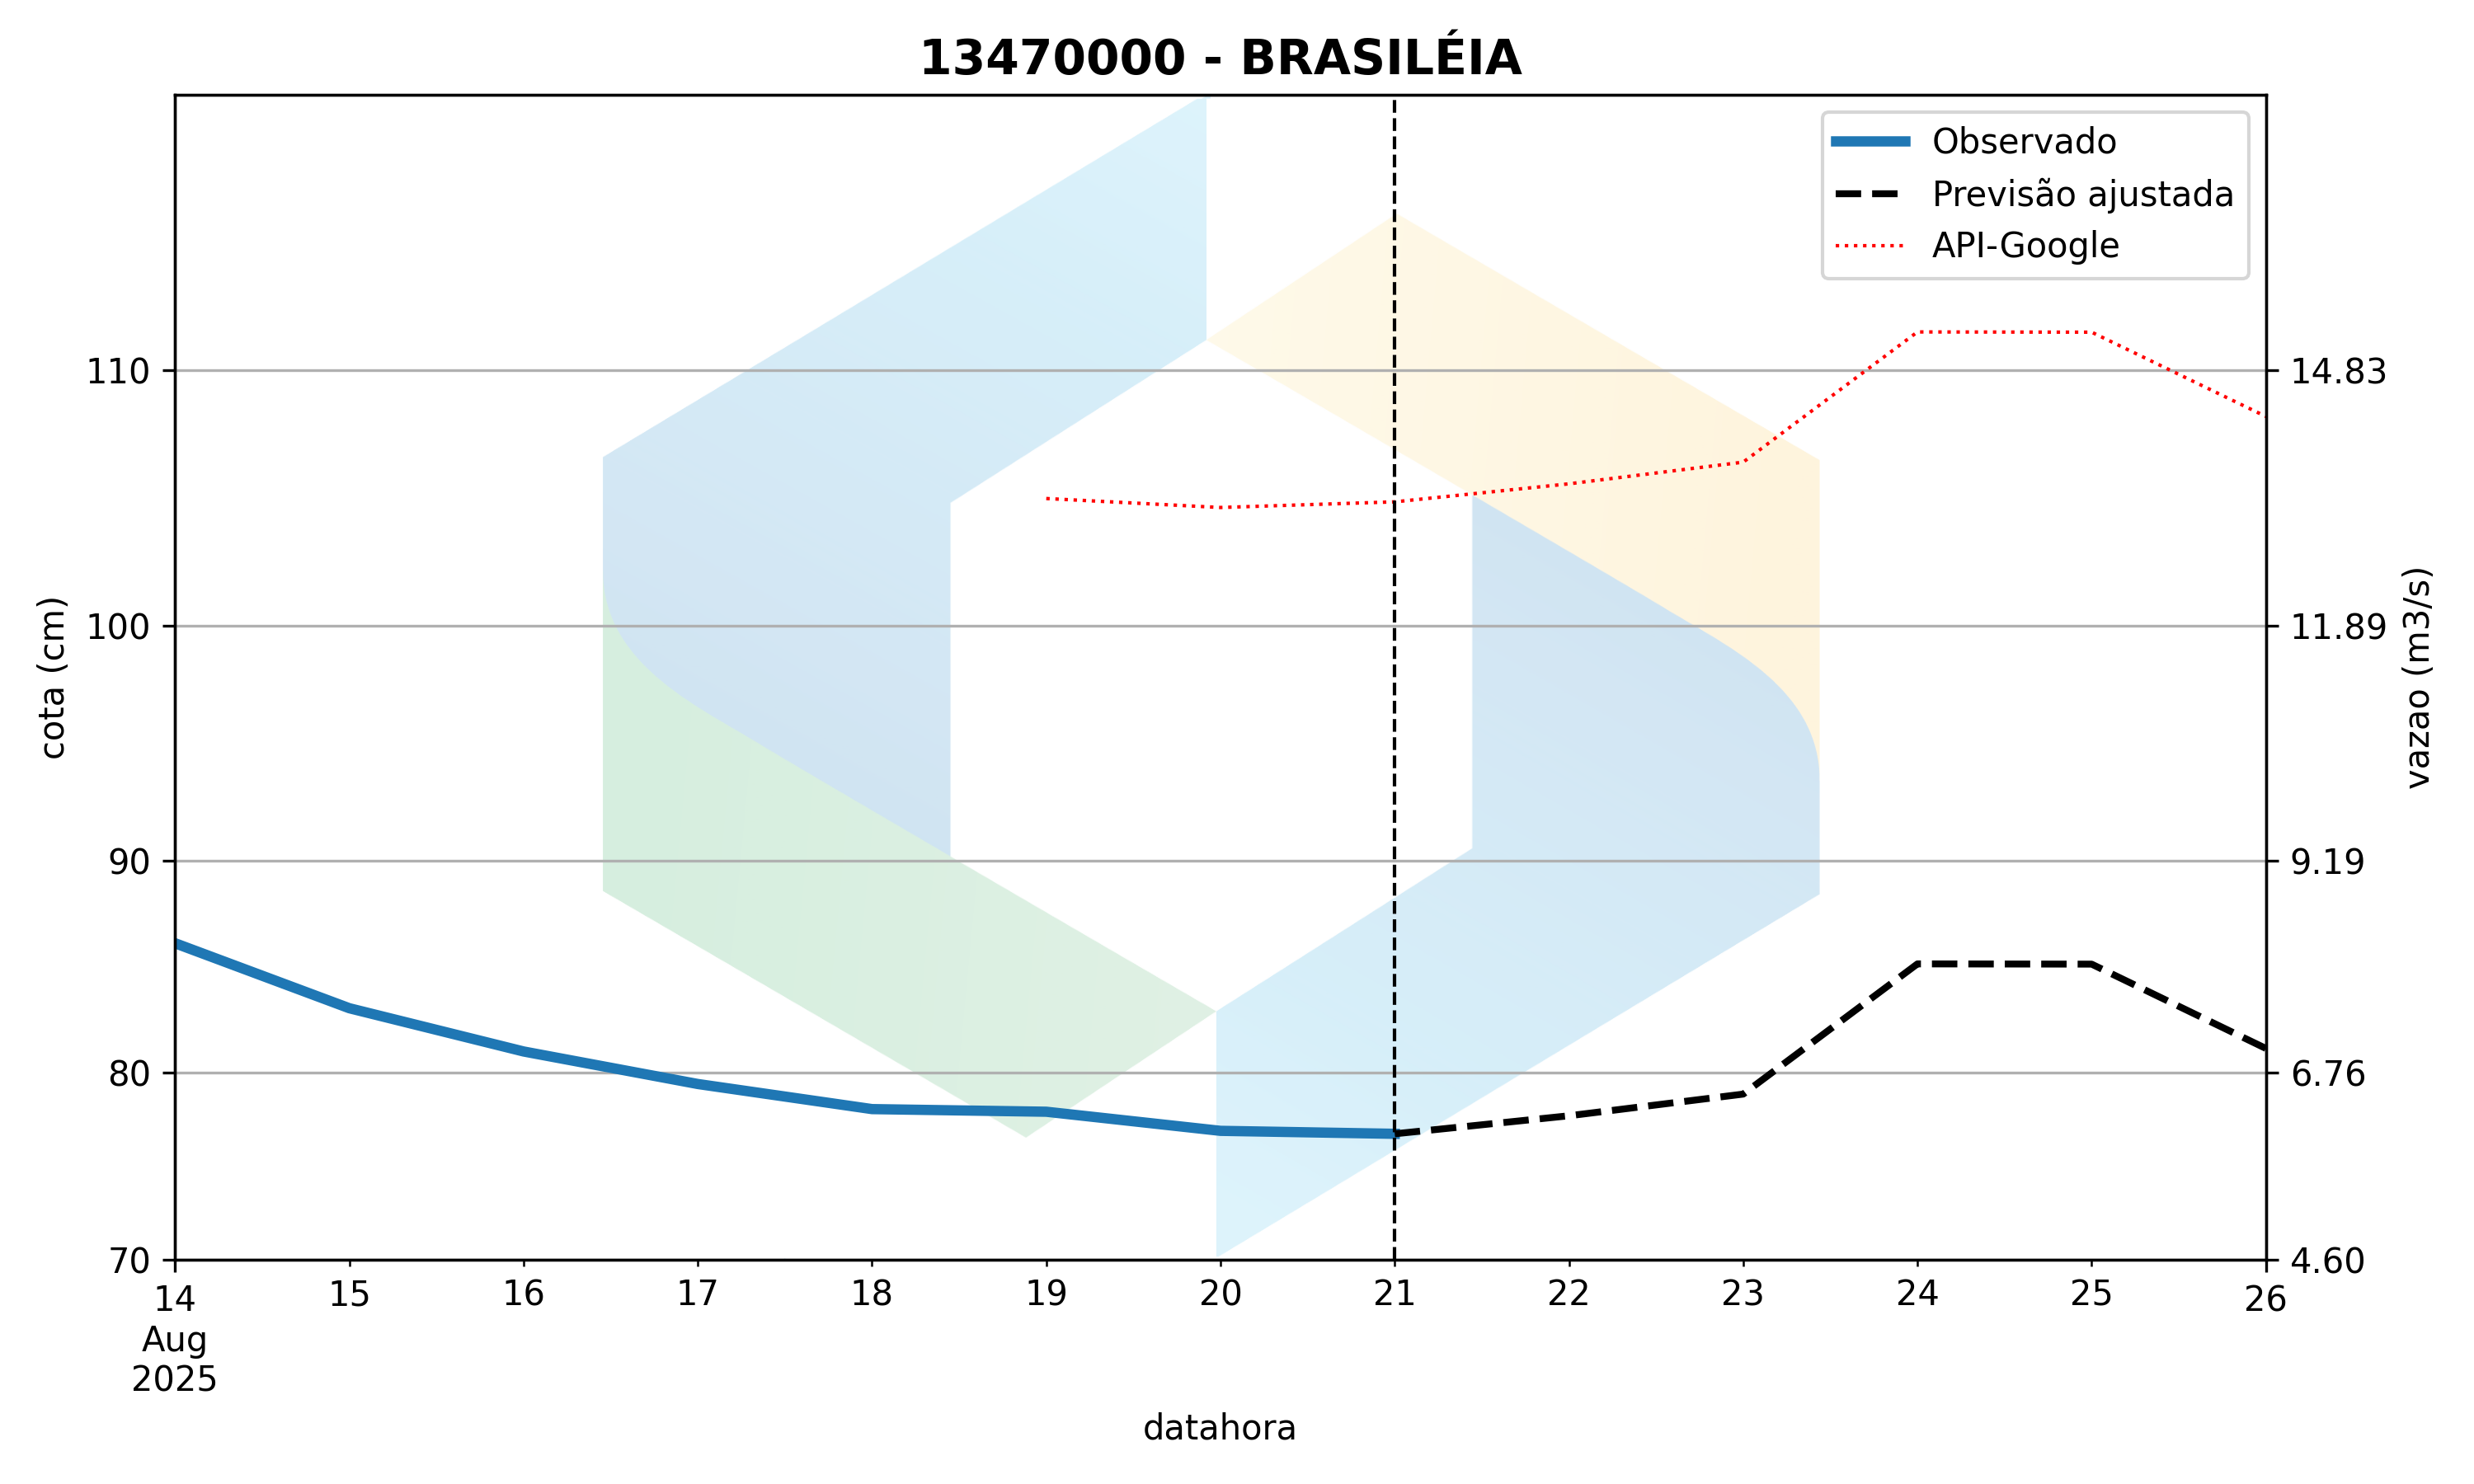 13470000 - BRASILÉIA
Observado
Previsão ajustada
API-Google
cota (cm)
110
100
90
80
70
vazao (m3/s)
14.83
11.89
9.19
6.76
4.60
14 15 16 17 18 19 20 21 22 23 24 25 26
Aug
2025
datahora